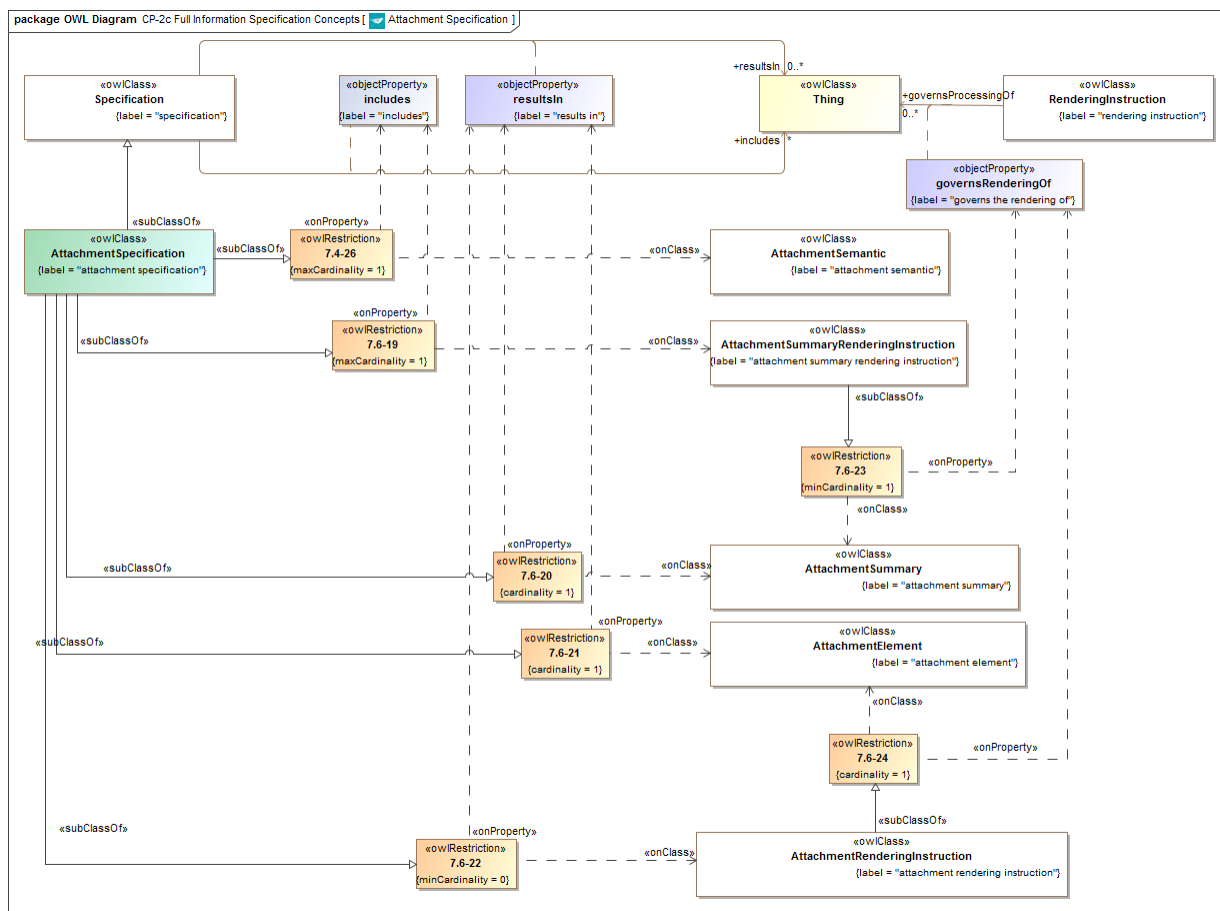 package OWL Diagram CP-2c Full Information Specification Concepts [ Attachment Specification ]
«owlClass»
Specification
{label = "specification"}
«objectProperty»
includes
{label = "includes"}
«objectProperty»
resultsIn
{label = "results in"}
+resultsIn 0..*
«owlClass»
Thing
+governsProcessingOf
0..*
«owlClass»
RenderingInstruction
{label = "rendering instruction"}
+includes *
«objectProperty»
governsRenderingOf
{label = "governs the rendering of"}
«subClassOf»
«owlClass»
AttachmentSpecification
{label = "attachment specification"}
«subClassOf»
«onProperty»
«owlRestriction»
7.4-26
{maxCardinality = 1}
«onClass»
«owlClass»
AttachmentSemantic
{label = "attachment semantic"}
«subClassOf»
«onProperty»
«owlRestriction»
7.6-19
{maxCardinality = 1}
«onClass»
«owlClass»
AttachmentSummaryRenderingInstruction
{label = "attachment summary rendering instruction"}
«subClassOf»
«owlRestriction»
7.6-23
{minCardinality = 1}
«onProperty»
«onClass»
«subClassOf»
«onProperty»
«owlRestriction»
7.6-20
{cardinality = 1}
«onClass»
«owlClass»
AttachmentSummary
{label = "attachment summary"}
«subClassOf»
«onProperty»
«owlRestriction»
7.6-21
{cardinality = 1}
«onClass»
«owlClass»
AttachmentElement
{label = "attachment element"}
«onClass»
«owlRestriction»
7.6-24
{cardinality = 1}
«onProperty»
«subClassOf»
«subClassOf»
«onProperty»
«owlRestriction»
7.6-22
{minCardinality = 0}
«onClass»
«owlClass»
AttachmentRenderingInstruction
{label = "attachment rendering instruction"}